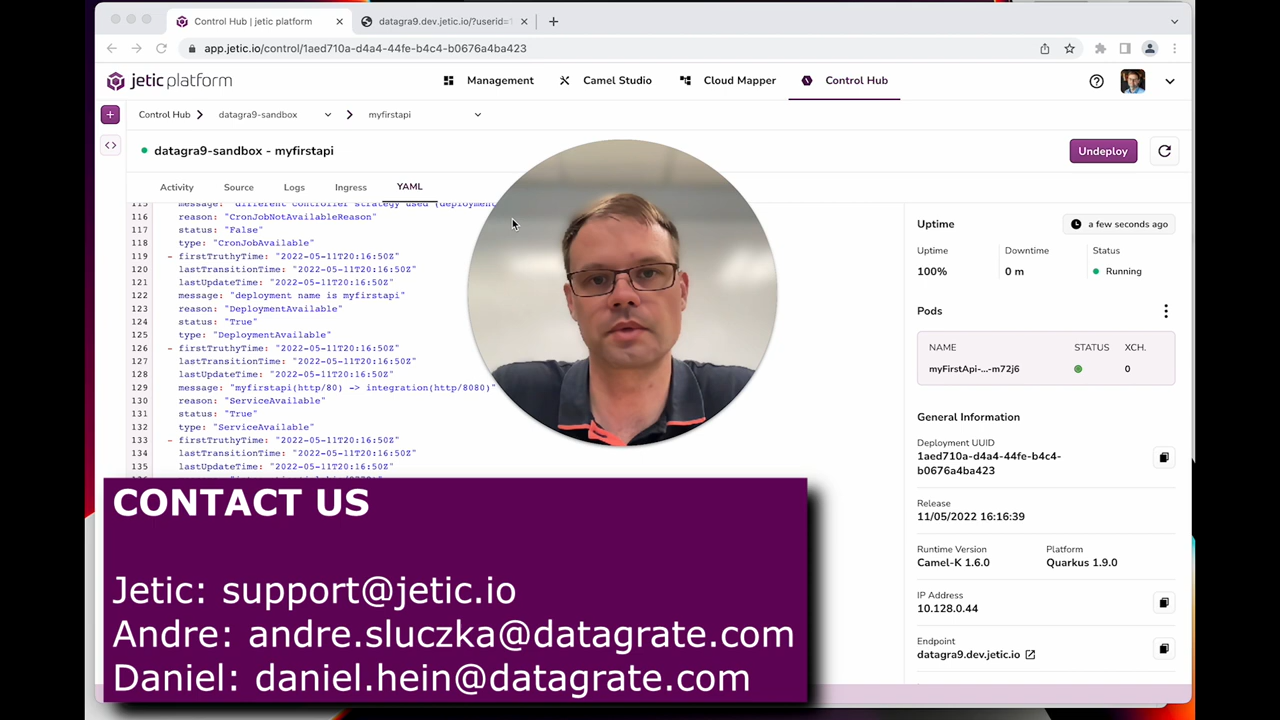 Control Hub | jetic platform
datagra9.dev.jetic.io/?userid=
app.jetic.io/control/1aed710a-d4a4-44fe-b4c4-b0676a4ba423
jetic platform
Management
Camel Studio
Cloud Mapper
Control Hub
Control Hub
datagra9-sandbox
myfirstapi
datagra9-sandbox - myfirstapi
Undeploy
Activity
Source
Logs
Ingress
YAML
115 message: "different controller strategy used (deployment
116 reason: "CronJobNotAvailableReason"
117 status: "False"
118 type: "CronJobAvailable"
119 - firstTruthyTime: "2022-05-11T20:16:50Z"
120 lastTransitionTime: "2022-05-11T20:16:50Z"
121 lastUpdateTime: "2022-05-11T20:16:50Z"
122 message: "deployment name is myfirstapi"
123 reason: "DeploymentAvailable"
124 status: "True"
125 type: "DeploymentAvailable"
126 - firstTruthyTime: "2022-05-11T20:16:50Z"
127 lastTransitionTime: "2022-05-11T20:16:50Z"
128 lastUpdateTime: "2022-05-11T20:16:50Z"
129 message: "myfirstapi(http/80) -> integration(http/8080)"
130 reason: "ServiceAvailable"
131 status: "True"
132 type: "ServiceAvailable"
133 - firstTruthyTime: "2022-05-11T20:16:50Z"
134 lastTransitionTime: "2022-05-11T20:16:50Z"
135 lastUpdateTime: "2022-05-11T20:16:50Z"
Uptime
a few seconds ago
Uptime
Downtime
Status
100%
0 m
Running
Pods
NAME
STATUS
XCH.
myFirstApi-...-m72j6
0
General Information
Deployment UUID
1aed710a-d4a4-44fe-b4c4-
b0676a4ba423
Release
11/05/2022 16:16:39
Runtime Version
Platform
Camel-K 1.6.0
Quarkus 1.9.0
IP Address
10.128.0.44
Endpoint
datagra9.dev.jetic.io
CONTACT US
Jetic: support@jetic.io
Andre: andre.sluczka@datagrate.com
Daniel: daniel.hein@datagrate.com